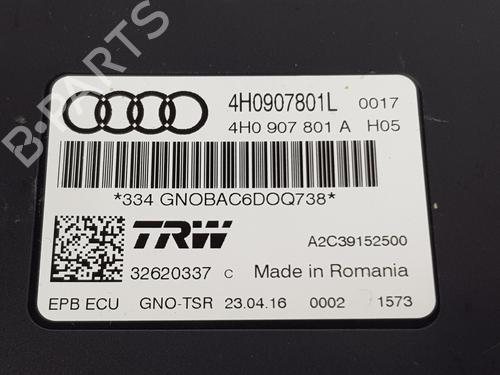 4H0907801L 0017
4H0 907 801 A H05
*334 GNOBAC6DOQ738*
TRW
A2C39152500
32620337 C Made in Romania
EPB ECU GNO-TSR 23.04.16 0002 1573
B-PARTS